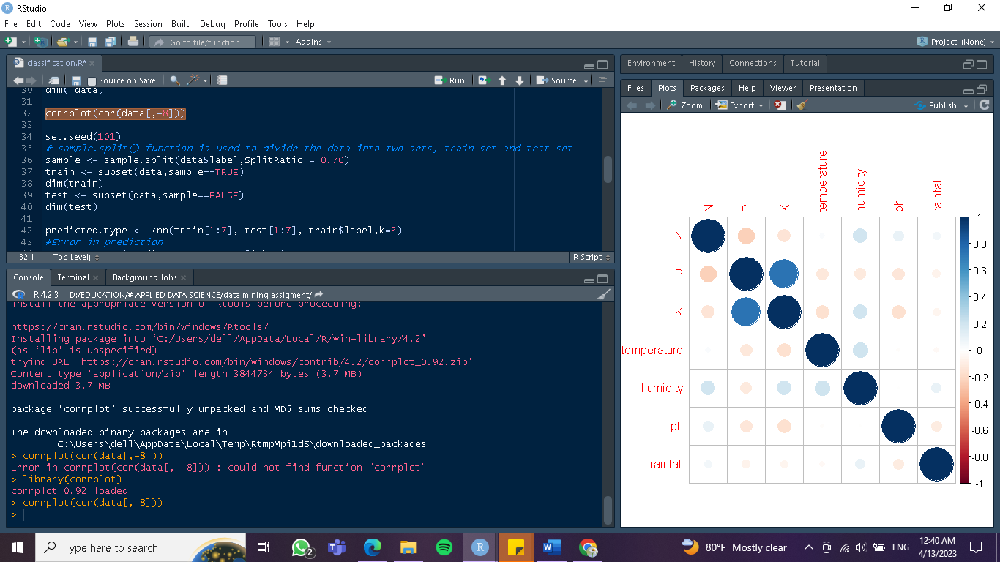 RStudio
File Edit Code View Plots Session Build Debug Profile Tools Help
Go to file/function Addins Project: (None)
classification.R*
Source on Save Run Source
30 dim( data)
31
32 corrplot(cor(data[,-8]))
33
34 set.seed(101)
35 # sample.split() function is used to divide the data into two sets, train set and test set
36 sample <- sample.split(data$label,SplitRatio = 0.70)
37 train <- subset(data,sample==TRUE)
38 dim(train)
39 test <- subset(data,sample==FALSE)
40 dim(test)
41
42 predicted.type <- knn(train[1:7], test[1:7], train$label,k=3)
43 #Error in prediction
32:1 (Top Level) R Script
Console Terminal Background Jobs
R 4.2.3 · D:/EDUCATION/# APPLIED DATA SCIENCE/data mining assigment/
install the appropriate version of Rtools before proceeding:
https://cran.rstudio.com/bin/windows/Rtools/
Installing package into ‘C:/Users/dell/AppData/Local/R/win-library/4.2’
(as ‘lib’ is unspecified)
trying URL 'https://cran.rstudio.com/bin/windows/contrib/4.2/corrplot_0.92.zip'
Content type 'application/zip' length 3844734 bytes (3.7 MB)
downloaded 3.7 MB
package ‘corrplot’ successfully unpacked and MD5 sums checked
The downloaded binary packages are in
C:\Users\dell\AppData\Local\Temp\RtmpMpi1dS\downloaded_packages
> corrplot(cor(data[,-8]))
Error in corrplot(cor(data[, -8])) : could not find function "corrplot"
> library(corrplot)
corrplot 0.92 loaded
> corrplot(cor(data[,-8]))
>
Environment History Connections Tutorial
Files Plots Packages Help Viewer Presentation
Zoom Export Publish
N P K temperature humidity ph rainfall
N
P
K
temperature
humidity
ph
rainfall
1
0.8
0.6
0.4
0.2
0
-0.2
-0.4
-0.6
-0.8
-1
Type here to search 2 80°F Mostly clear ENG 12:40 AM
4/13/2023